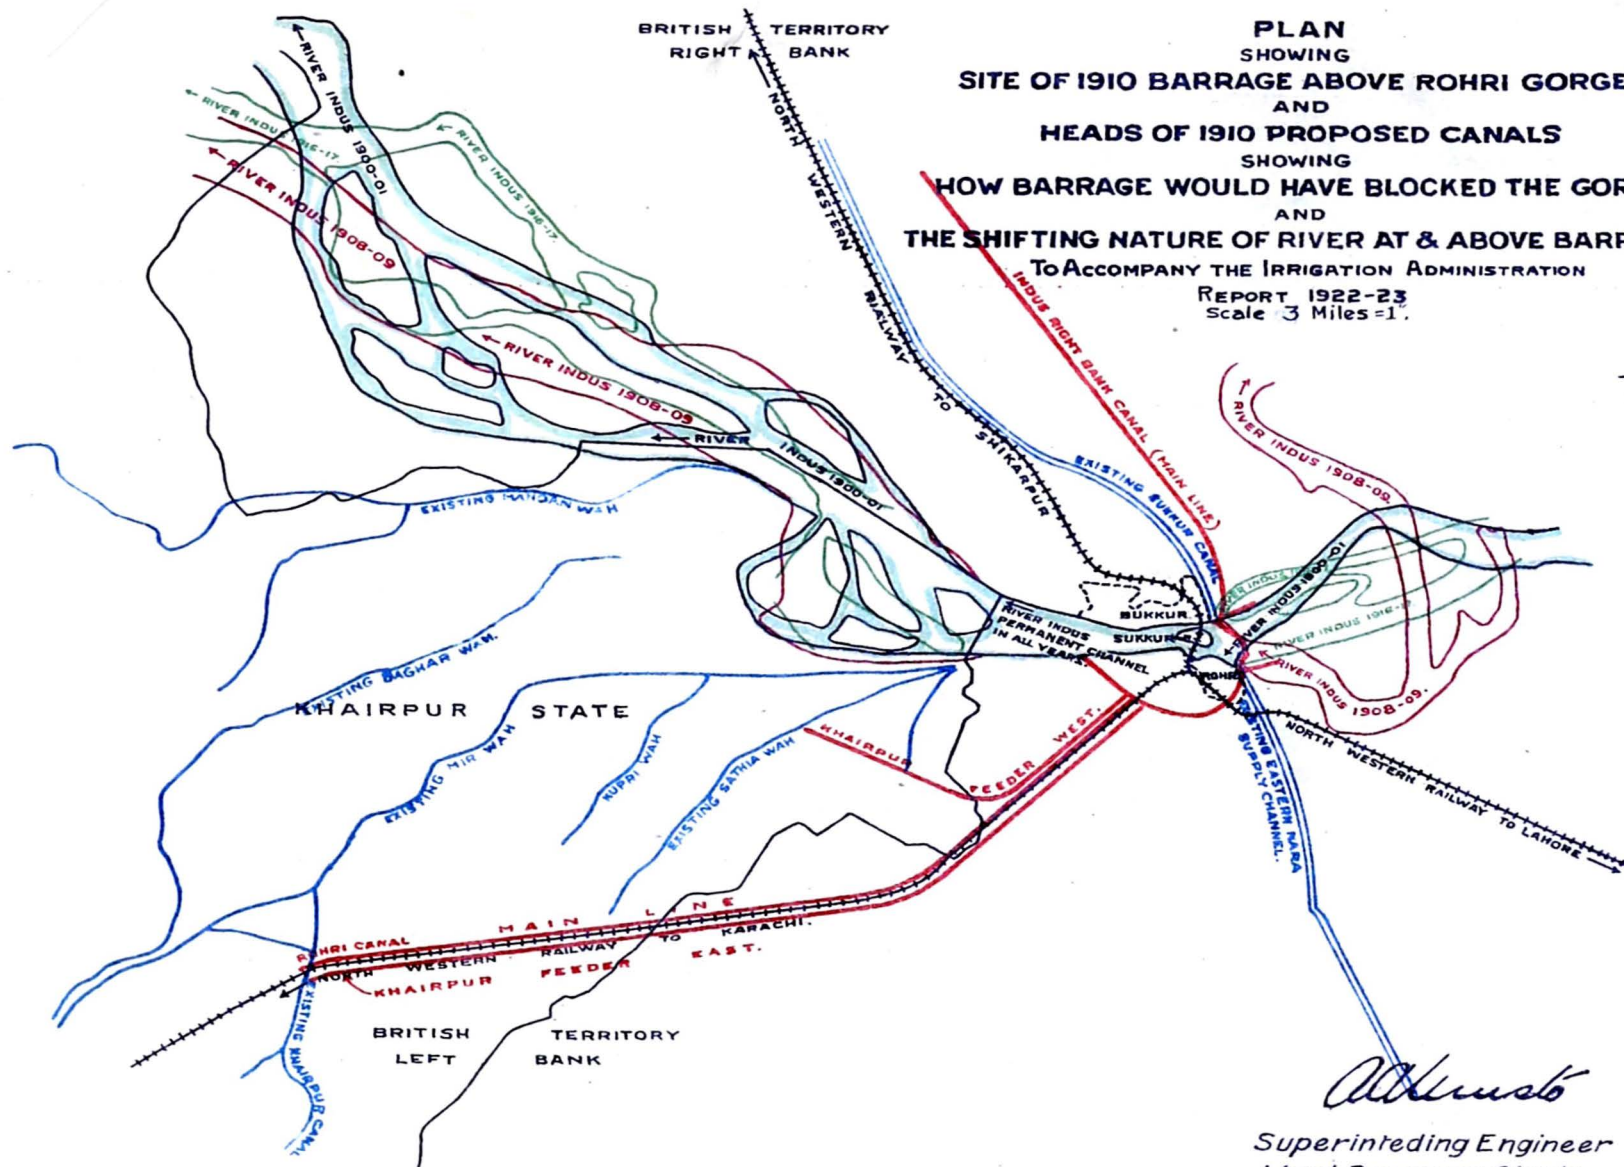 PLAN
SHOWING
SITE OF 1910 BARRAGE ABOVE ROHRI GORGE
AND
HEADS OF 1910 PROPOSED CANALS
SHOWING
HOW BARRAGE WOULD HAVE BLOCKED THE GOR
AND
THE SHIFTING NATURE OF RIVER AT & ABOVE BARR
TO ACCOMPANY THE IRRIGATION ADMINISTRATION
REPORT 1922-23
Scale 3 Miles = 1".
BRITISH TERRITORY
RIGHT BANK
NORTH WESTERN RIALWAY TO SHIKARPUR
RIVER INDUS 1900-01
RIVER INDUS 1916-17.
RIVER INDUS 1916-17.
RIVER INDUS 1908-09
RIVER INDUS 1908-09
RIVER INDUS 1900-01
INDUS RIGHT BANK CANAL (MAIN LINE)
EXISTING SUKKUR CANAL
RIVER INDUS 1908-09.
RIVER INDUS 1900-01
RIVER INDUS
RIVER INDUS 1916-17
RIVER INDUS 1908-09.
BUKKUR
SUKKUR
ROHRI
RIVER INDUS
PERMANENT CHANNEL
IN ALL YEARS.
EXISTING MANDAN WAH
EXISTING BAGHAR WAH.
KHAIRPUR STATE
EXISTING MIR WAH
KUPRI WAH
EXISTING SATHIA WAH
KHAIRPUR FEEDER WEST.
NORTH WESTERN RAILWAY TO LAHORE
EXISTING EASTERN NARA
SUPPLY CHANNEL.
ROHRI CANAL MAIN LINE
NORTH WESTERN RAILWAY TO KARACHI.
KHAIRPUR FEEDER EAST.
EXISTING KHAIRPUR CANAL
BRITISH TERRITORY
LEFT BANK
Superinteding Engineer